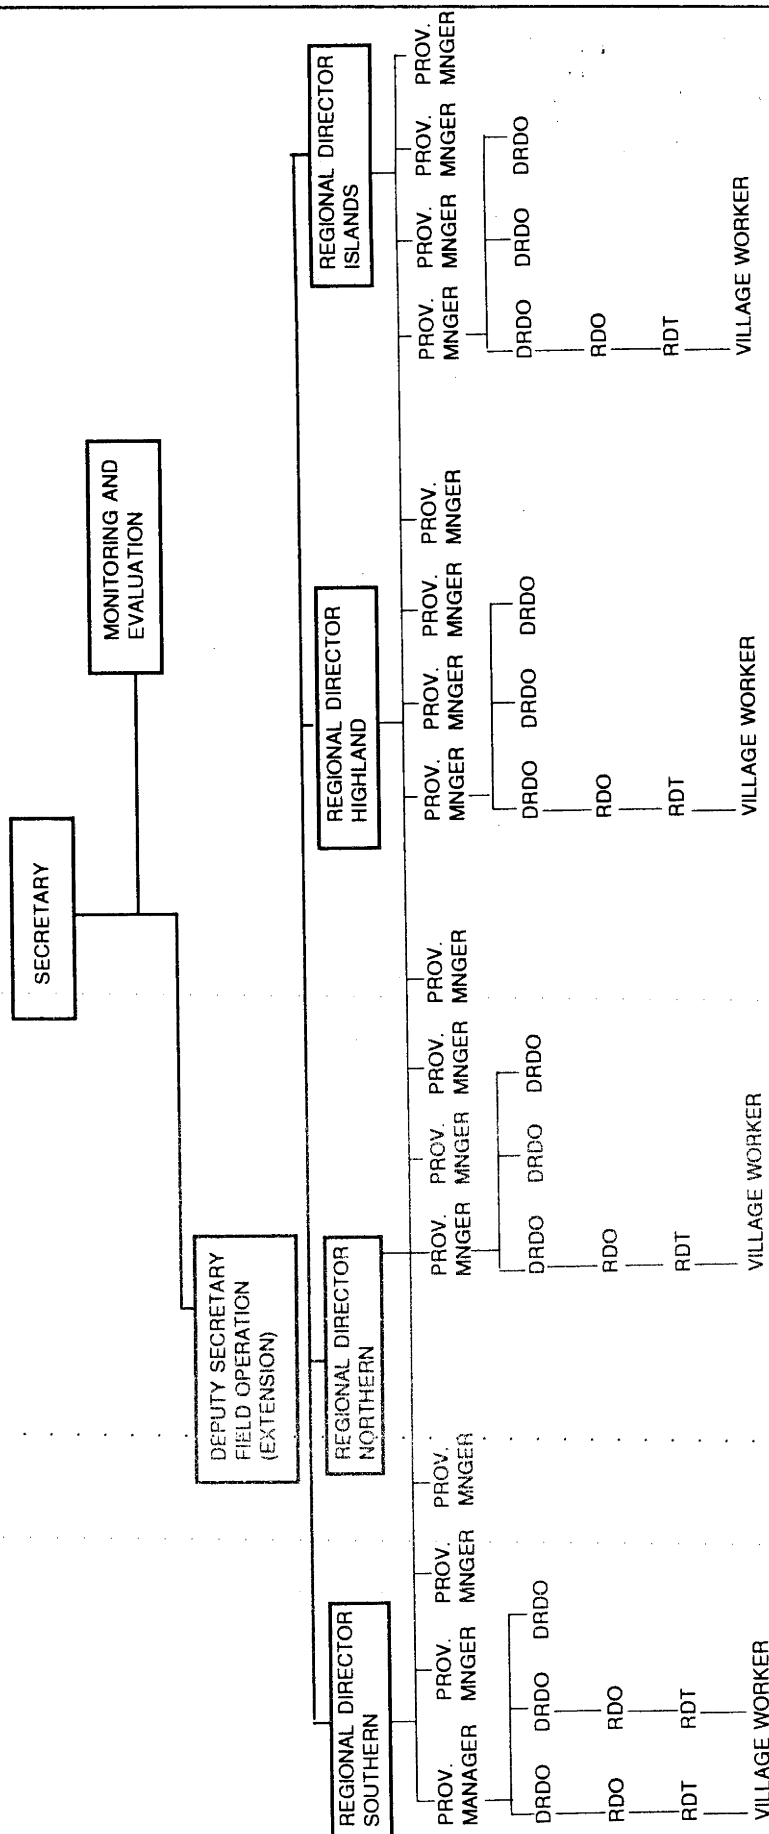 SECRETARY
MONITORING AND
EVALUATION
DEPUTY SECRETARY
FIELD OPERATION
(EXTENSION)
REGIONAL DIRECTOR
SOUTHERN
REGIONAL DIRECTOR
NORTHERN
REGIONAL DIRECTOR
HIGHLAND
REGIONAL DIRECTOR
ISLANDS
PROV. PROV. PROV. PROV. PROV. PROV. PROV. PROV. PROV. PROV. PROV. PROV. PROV. PROV. PROV. PROV.
MANAGER MNGER MNGER MNGER MNGER MNGER MNGER MNGER MNGER MNGER MNGER MNGER MNGER MNGER MNGER MNGER
DRDO DRDO DRDO DRDO DRDO DRDO DRDO DRDO DRDO DRDO DRDO DRDO
RDO RDO RDO RDO RDO
RDT RDT RDT RDT RDT
VILLAGE WORKER VILLAGE WORKER VILLAGE WORKER VILLAGE WORKER